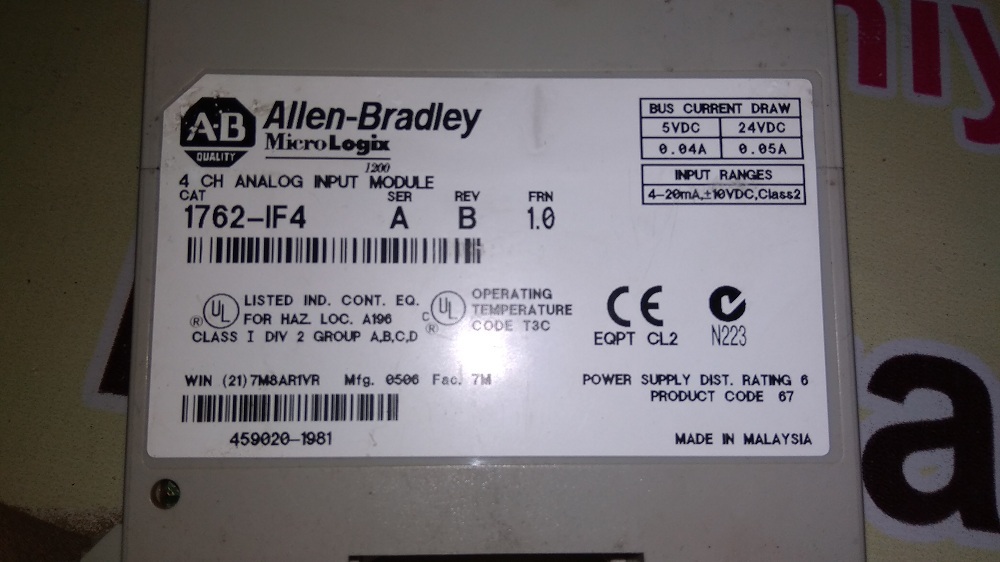 A·B
QUALITY
Allen-Bradley
MicroLogix
1200
4 CH ANALOG INPUT MODULE
CAT SER REV FRN
1762-IF4 A B 1.0
BUS CURRENT DRAW
5VDC 24VDC
0.04A 0.05A
INPUT RANGES
4-20mA,±10VDC,Class2
UL
®
LISTED IND. CONT. EQ.
FOR HAZ. LOC. A196
CLASS I DIV 2 GROUP A,B,C,D
C UL
®
OPERATING
TEMPERATURE
CODE T3C
CE
EQPT CL2
N223
WIN (21) 7M8AR1VR Mfg. 0506 Fac. 7M
459020-1981
POWER SUPPLY DIST. RATING 6
PRODUCT CODE 67
MADE IN MALAYSIA